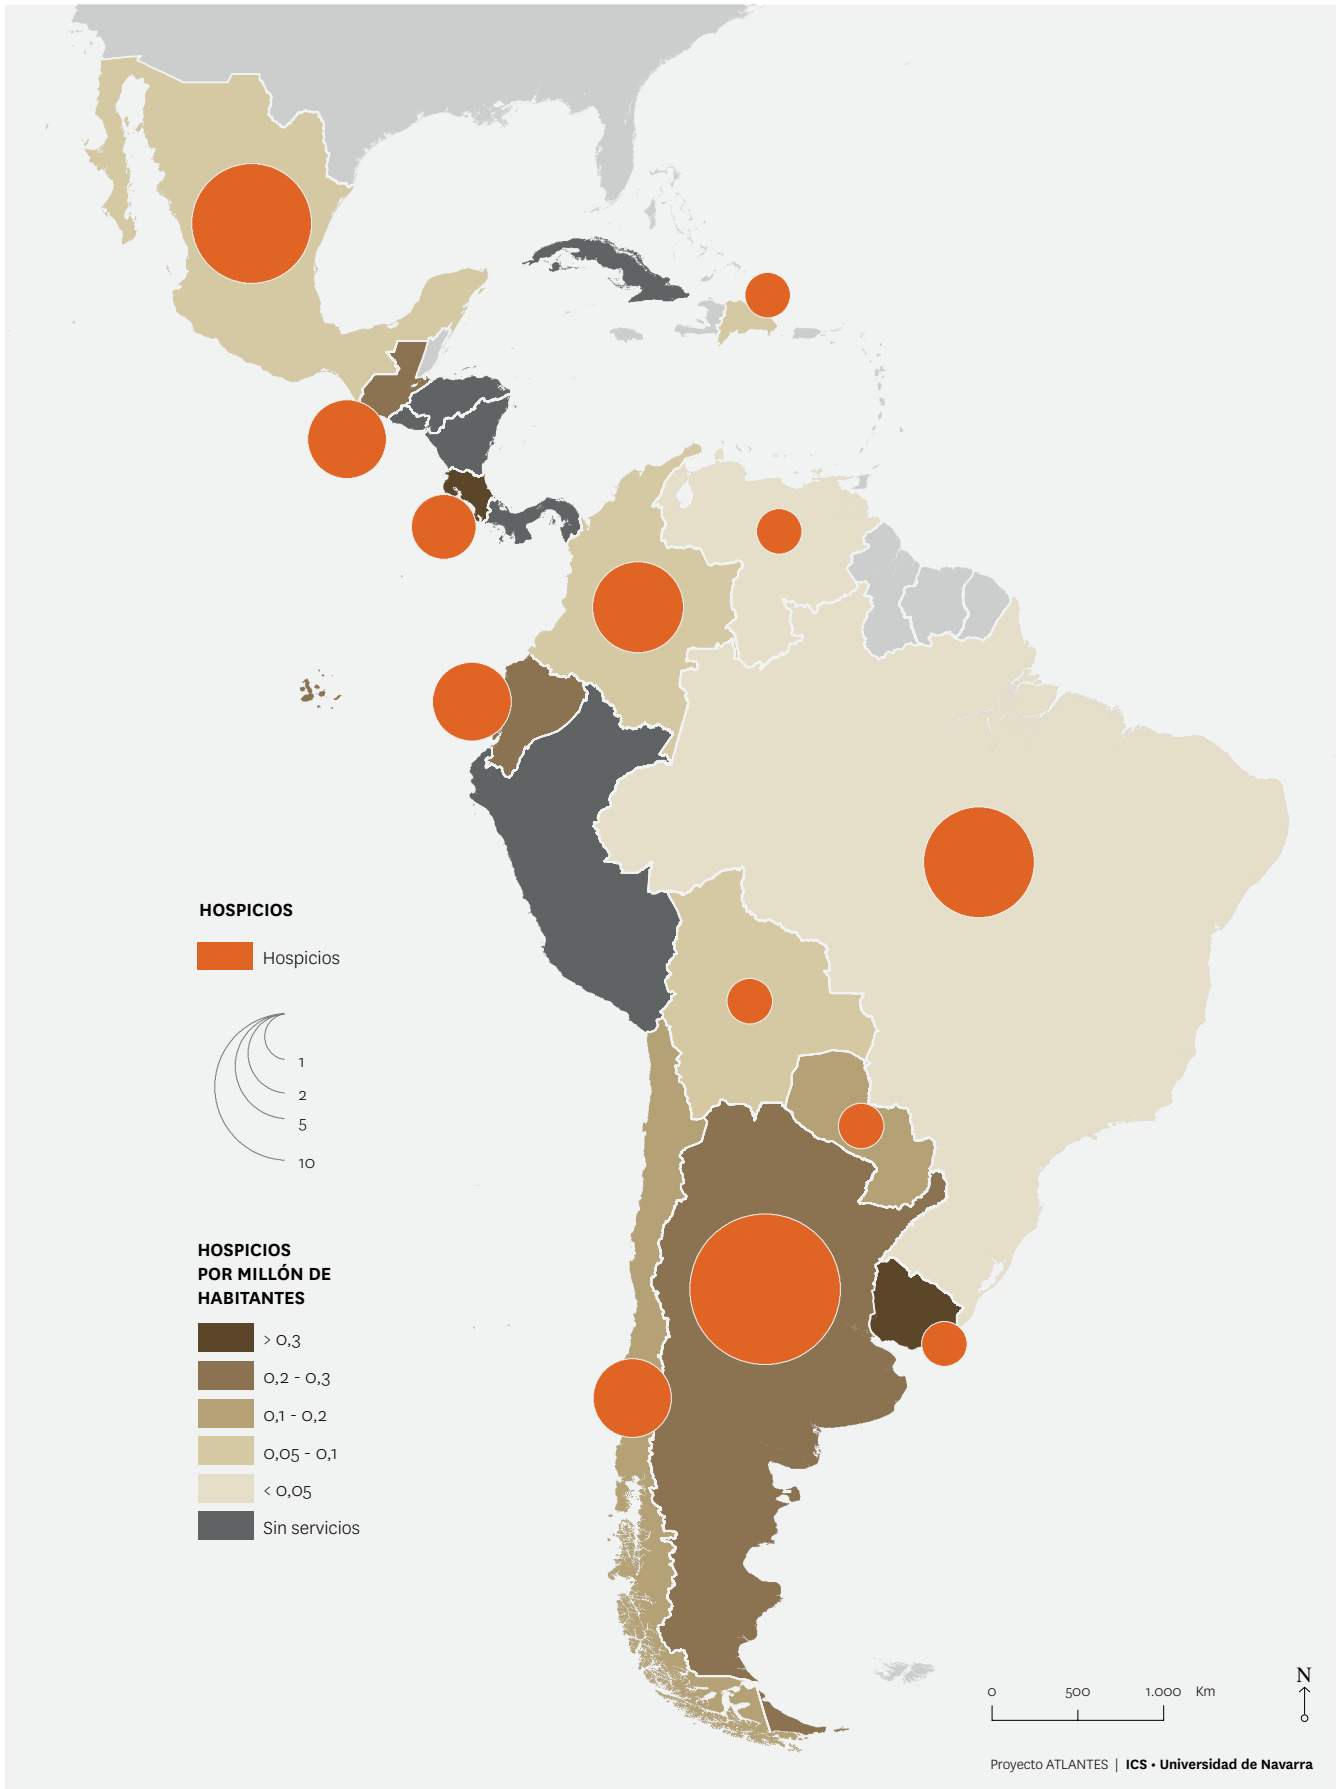 HOSPICIOS
Hospicios
1
2
5
10
HOSPICIOS
POR MILLÓN DE
HABITANTES
> 0,3
0,2 - 0,3
0,1 - 0,2
0,05 - 0,1
< 0,05
Sin servicios
N
0 500 1.000 Km
Proyecto ATLANTES | ICS • Universidad de Navarra